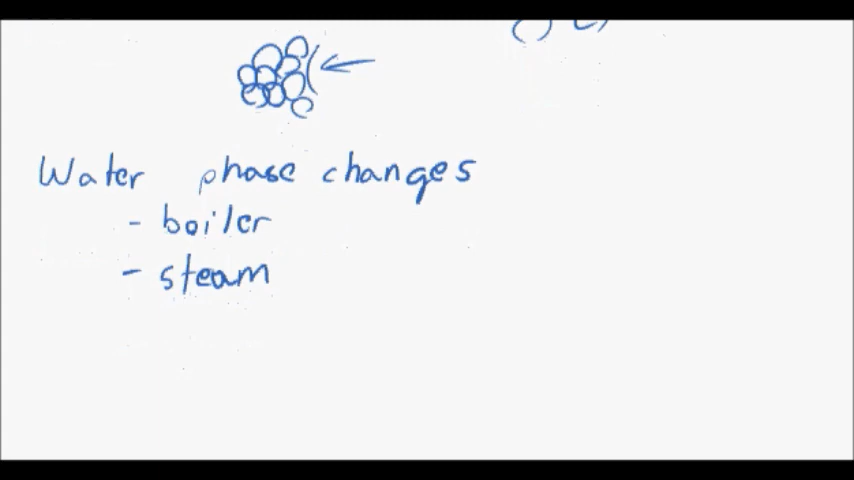 Water phase changes
- boiler
- steam